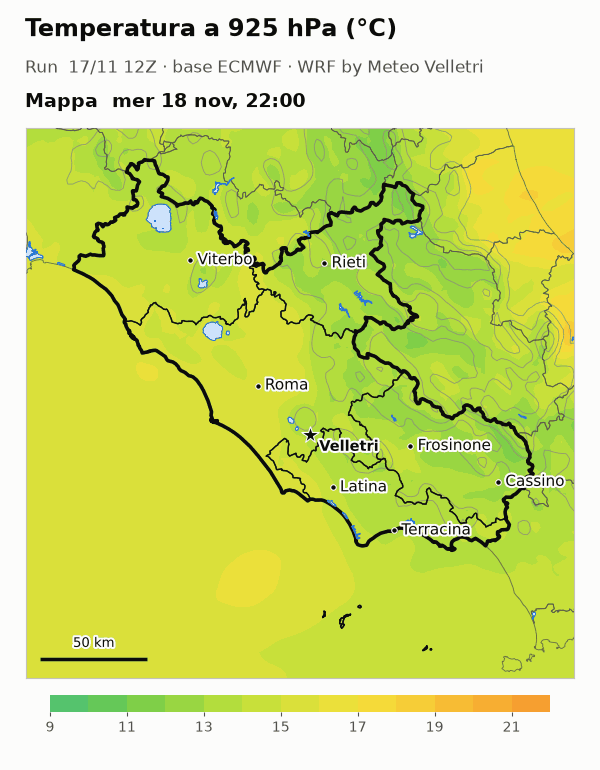 Temperatura a 925 hPa (°C)
Run  17/11 12Z · base ECMWF · WRF by Meteo Velletri
Mappa  mer 18 nov, 22:00
Viterbo
Rieti
Roma
Velletri
Frosinone
Cassino
Latina
Terracina
50 km
9 11 13 15 17 19 21